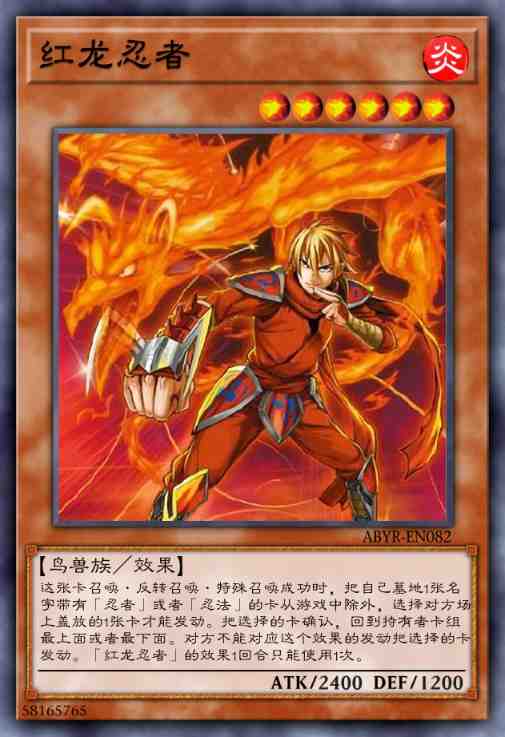 红龙忍者
炎
ABYR-EN082
【鸟兽族／效果】
这张卡召唤·反转召唤·特殊召唤成功时，把自己墓地1张名
字带有「忍者」或者「忍法」的卡从游戏中除外，选择对方场
上盖放的1张卡才能发动。把选择的卡确认，回到持有者卡组
最上面或者最下面。对方不能对应这个效果的发动把选择的卡
发动。「红龙忍者」的效果1回合只能使用1次。
ATK/2400 DEF/1200
58165765